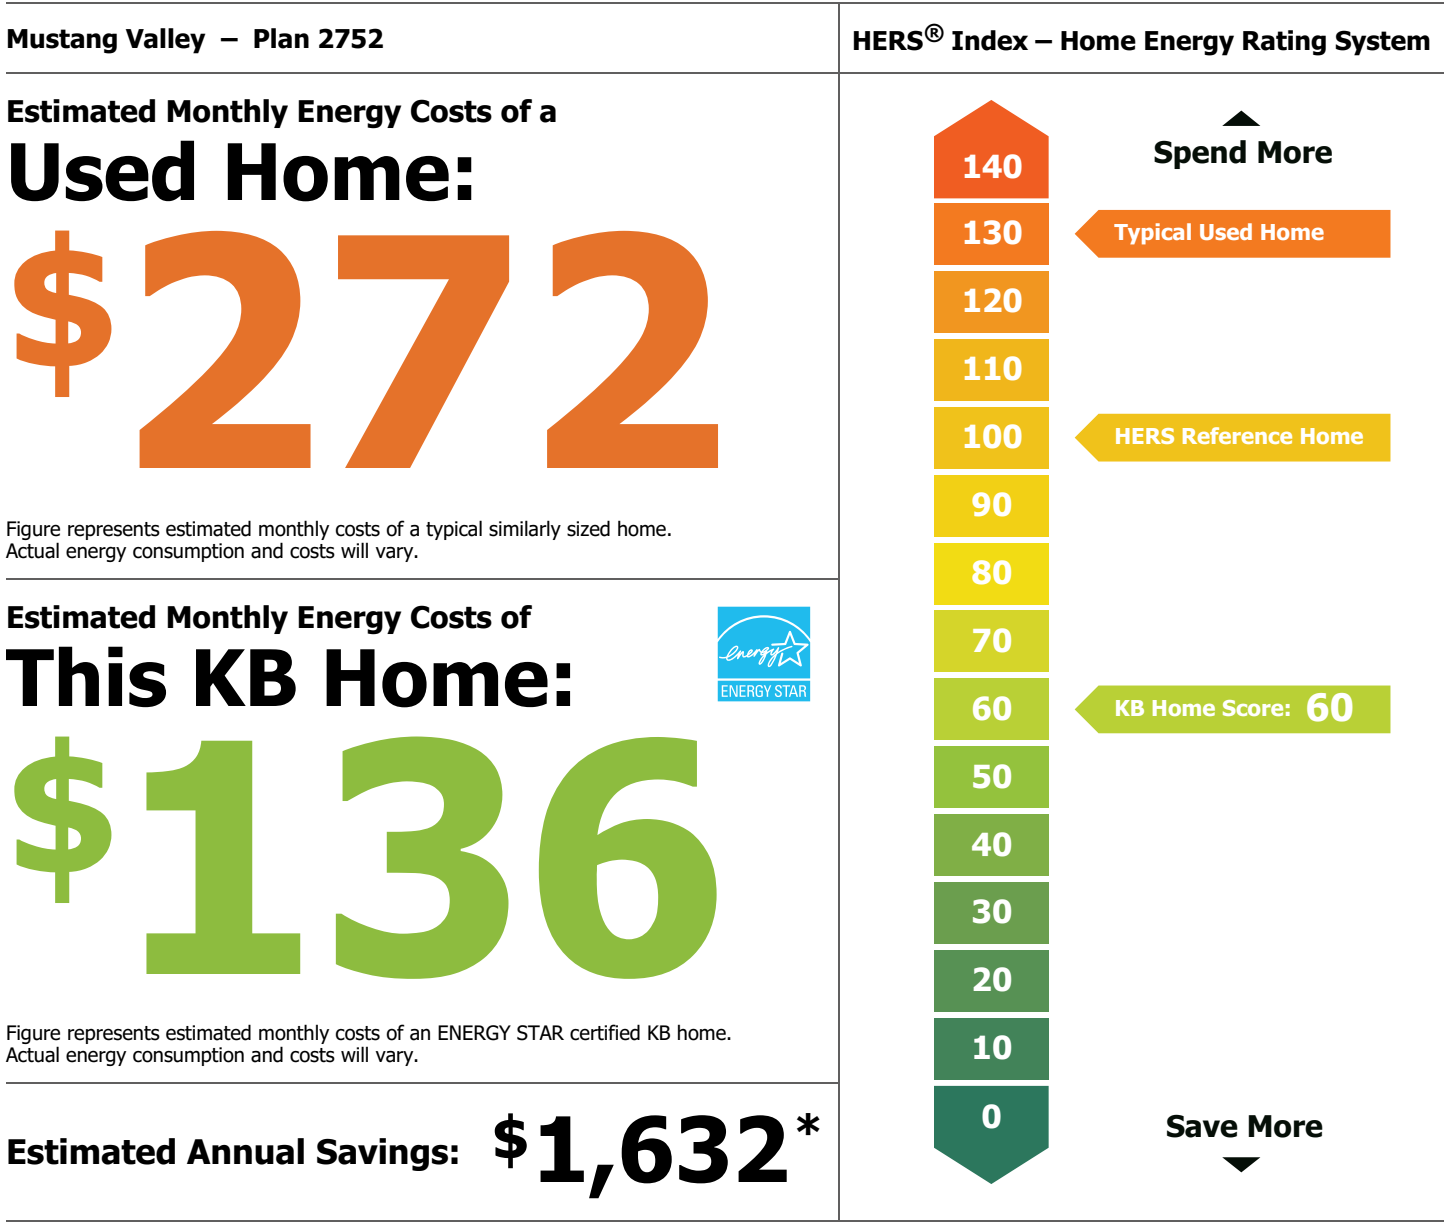 Mustang Valley – Plan 2752
Estimated Monthly Energy Costs of a
Used Home:
$272
Figure represents estimated monthly costs of a typical similarly sized home.
Actual energy consumption and costs will vary.
Estimated Monthly Energy Costs of
This KB Home:
energy
ENERGY STAR
$136
Figure represents estimated monthly costs of an ENERGY STAR certified KB home.
Actual energy consumption and costs will vary.
Estimated Annual Savings: $1,632*
HERS® Index – Home Energy Rating System
Spend More
140
130 Typical Used Home
120
110
100 HERS Reference Home
90
80
70
60 KB Home Score: 60
50
40
30
20
10
0
Save More